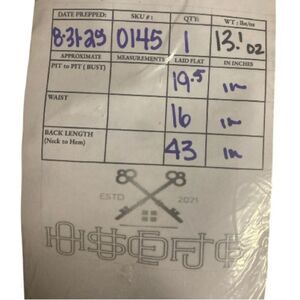 DATE PREPPED: SKU #: QTY: WT: lbs/oz
8-31-25 0145 1 13.1 oz
APPROXIMATE MEASUREMENTS LAID FLAT IN INCHES
PIT to PIT ( BUST) 19.5 in
WAIST 16 in
BACK LENGTH
(Neck to Hem) 43 in
ESTD 2021